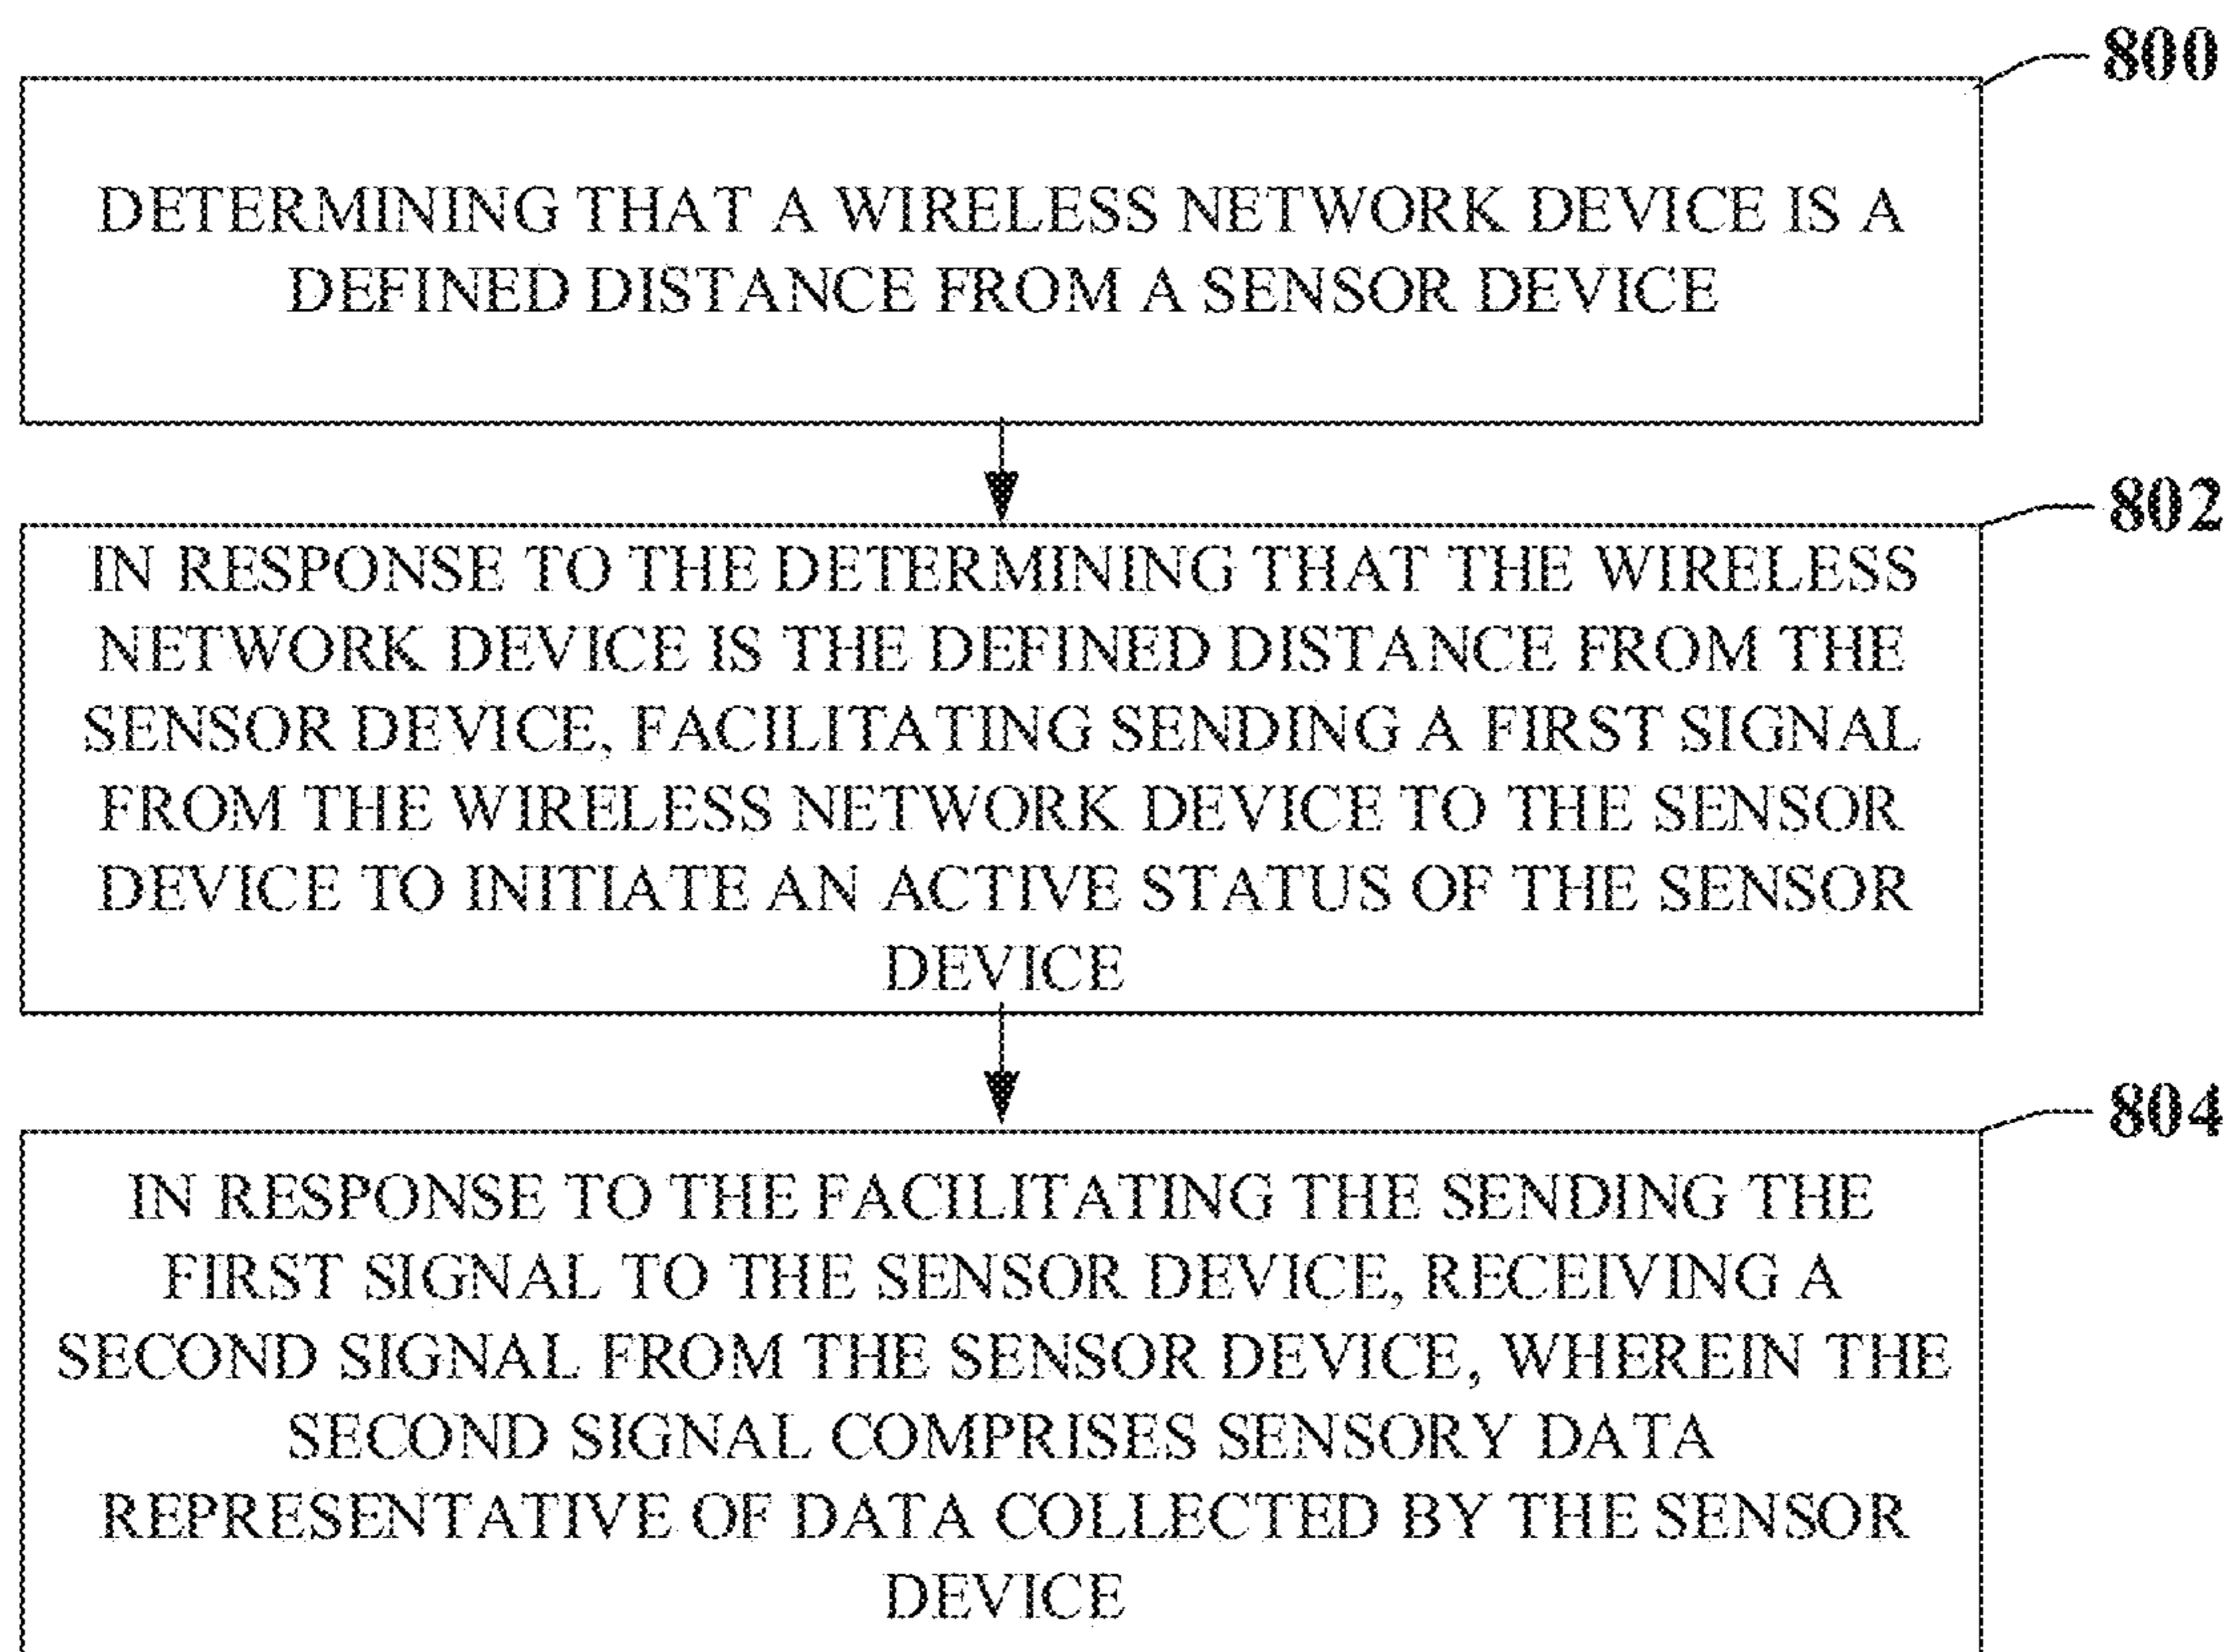 800
DETERMINING THAT A WIRELESS NETWORK DEVICE IS A
DEFINED DISTANCE FROM A SENSOR DEVICE
802
IN RESPONSE TO THE DETERMINING THAT THE WIRELESS
NETWORK DEVICE IS THE DEFINED DISTANCE FROM THE
SENSOR DEVICE, FACILITATING SENDING A FIRST SIGNAL
FROM THE WIRELESS NETWORK DEVICE TO THE SENSOR
DEVICE TO INITIATE AN ACTIVE STATUS OF THE SENSOR
DEVICE
804
IN RESPONSE TO THE FACILITATING THE SENDING THE
FIRST SIGNAL TO THE SENSOR DEVICE, RECEIVING A
SECOND SIGNAL FROM THE SENSOR DEVICE, WHEREIN THE
SECOND SIGNAL COMPRISES SENSORY DATA
REPRESENTATIVE OF DATA COLLECTED BY THE SENSOR
DEVICE